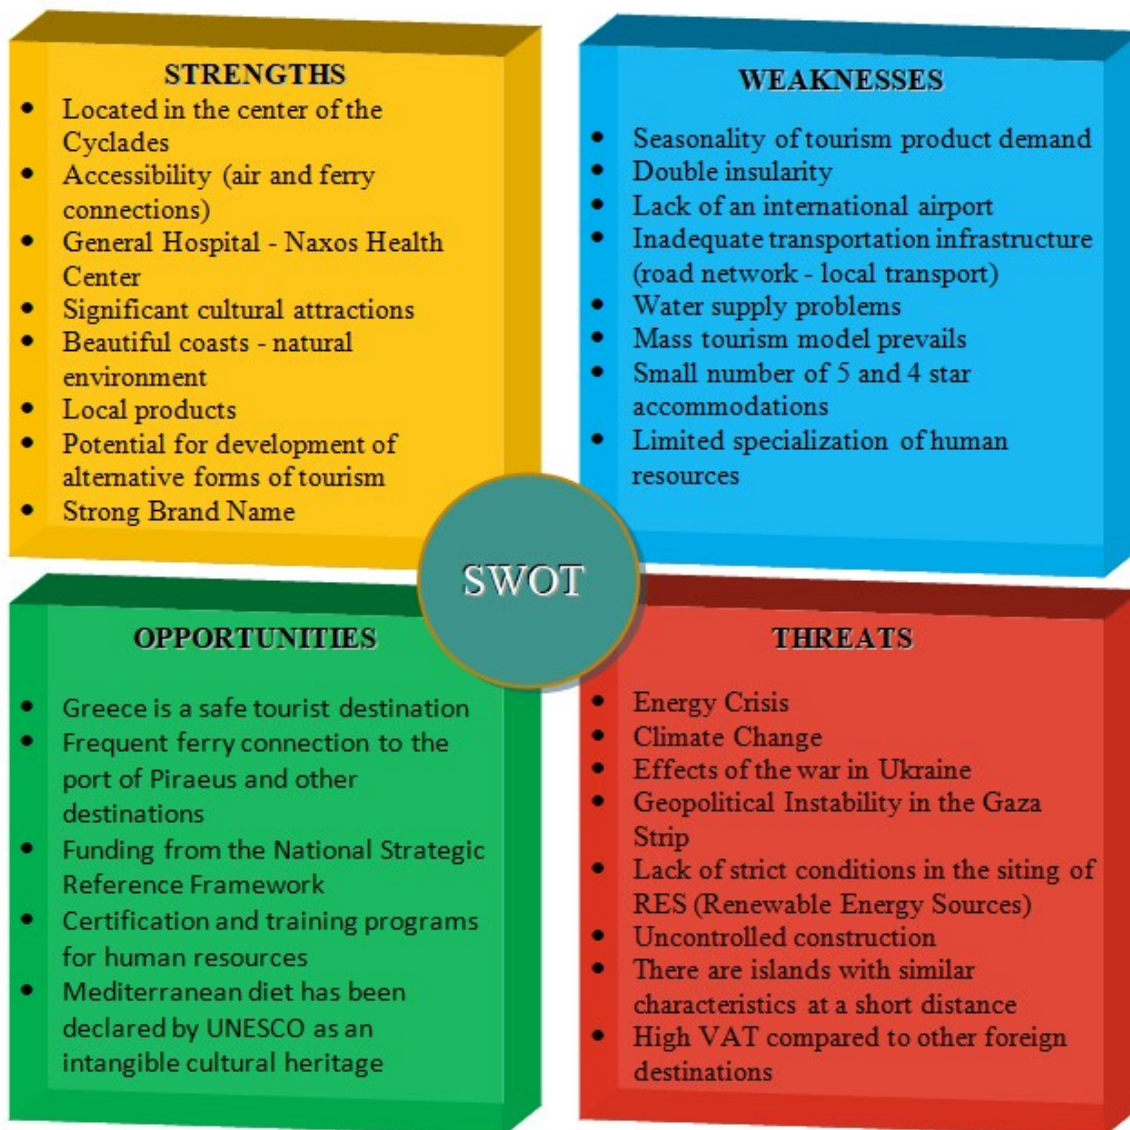 STRENGTHS
• Located in the center of the
Cyclades
• Accessibility (air and ferry
connections)
• General Hospital - Naxos Health
Center
• Significant cultural attractions
• Beautiful coasts - natural
environment
• Local products
• Potential for development of
alternative forms of tourism
• Strong Brand Name
WEAKNESSES
• Seasonality of tourism product demand
• Double insularity
• Lack of an international airport
• Inadequate transportation infrastructure
(road network - local transport)
• Water supply problems
• Mass tourism model prevails
• Small number of 5 and 4 star
accommodations
• Limited specialization of human
resources
SWOT
OPPORTUNITIES
• Greece is a safe tourist destination
• Frequent ferry connection to the
port of Piraeus and other
destinations
• Funding from the National Strategic
Reference Framework
• Certification and training programs
for human resources
• Mediterranean diet has been
declared by UNESCO as an
intangible cultural heritage
THREATS
• Energy Crisis
• Climate Change
• Effects of the war in Ukraine
• Geopolitical Instability in the Gaza
Strip
• Lack of strict conditions in the siting of
RES (Renewable Energy Sources)
• Uncontrolled construction
• There are islands with similar
characteristics at a short distance
• High VAT compared to other foreign
destinations